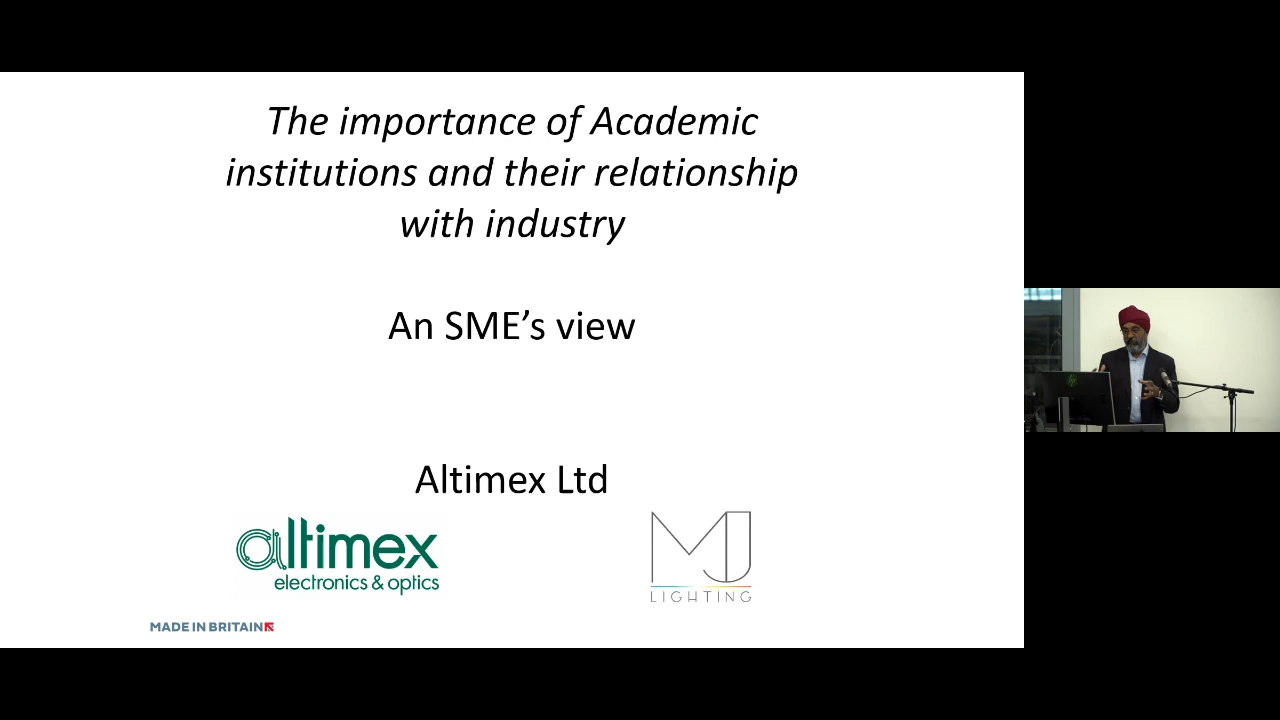 The importance of Academic
institutions and their relationship
with industry
An SME's view
Altimex Ltd
altimex
electronics & optics
MJ
LIGHTING
MADE IN BRITAIN